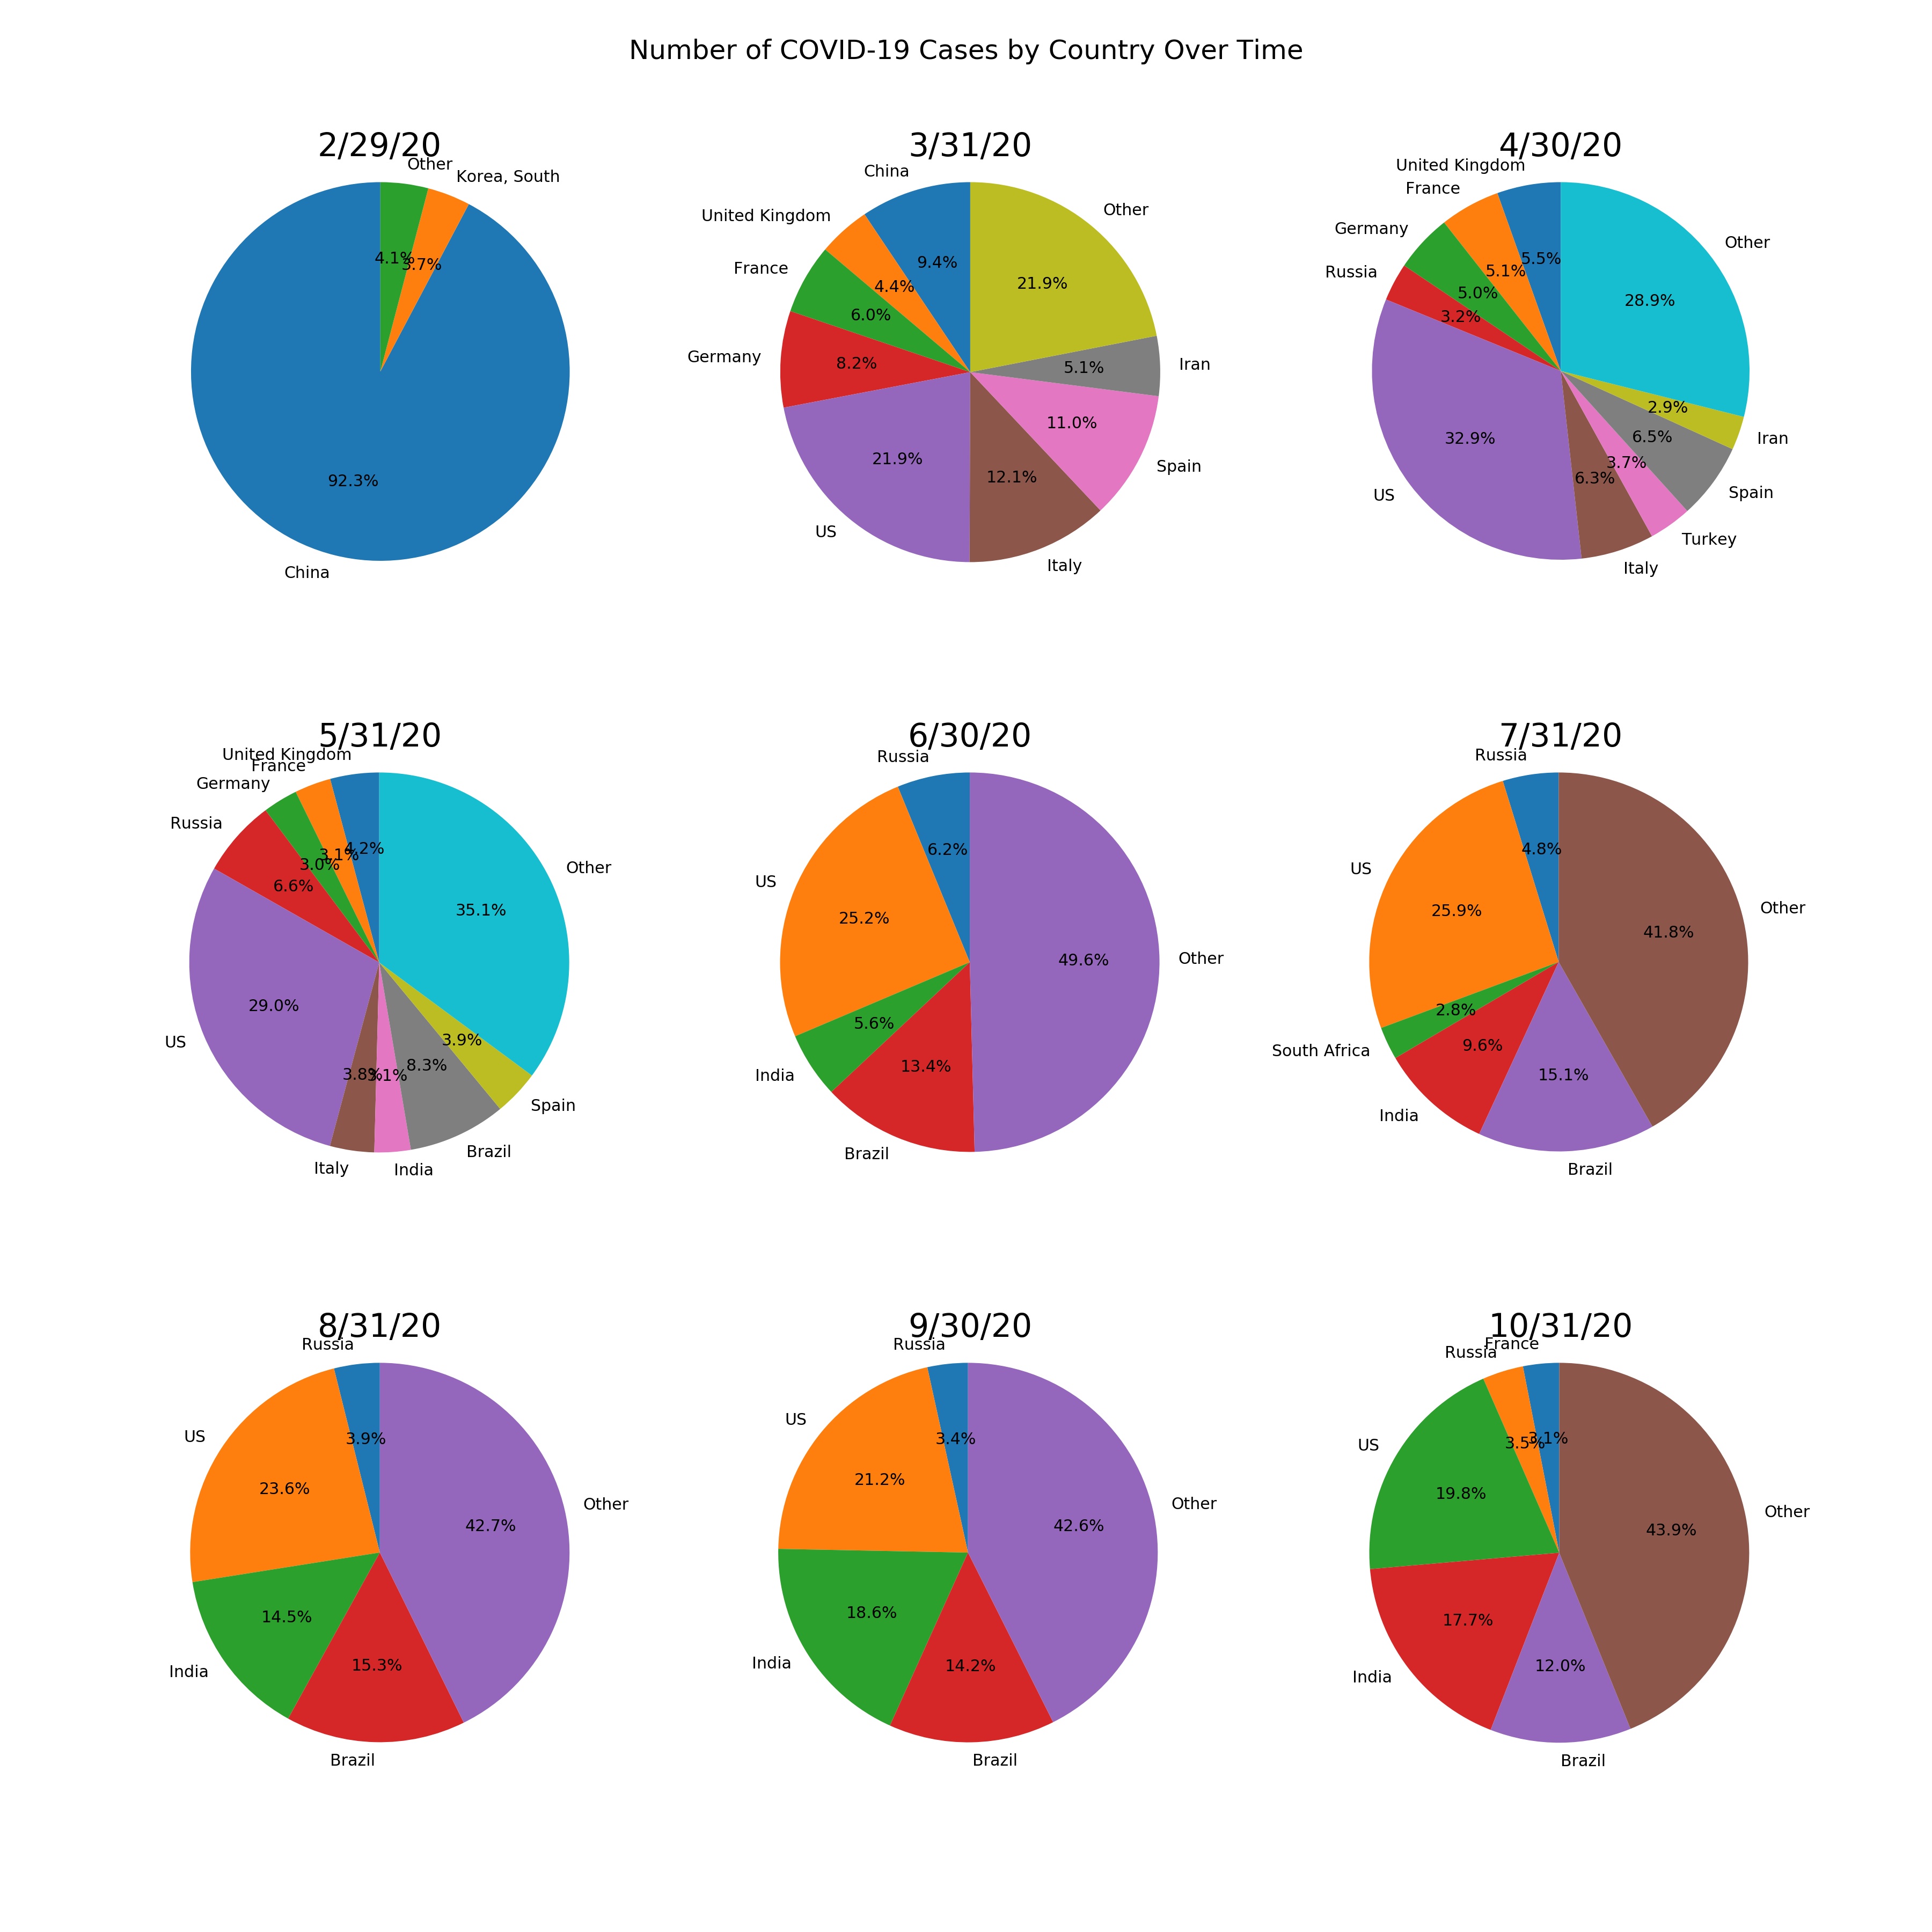 Number of COVID-19 Cases by Country Over Time
2/29/20
Other
Korea, South
4.1%
3.7%
92.3%
China
3/31/20
China
Other
United Kingdom
France
Germany
US
Italy
Spain
Iran
9.4%
21.9%
4.4%
6.0%
8.2%
5.1%
11.0%
21.9%
12.1%
4/30/20
United Kingdom
France
Germany
Russia
Other
US
Italy
Turkey
Spain
Iran
5.5%
5.1%
5.0%
3.2%
28.9%
32.9%
6.3%
3.7%
6.5%
2.9%
5/31/20
United Kingdom
France
Germany
Russia
Other
US
Italy
India
Brazil
Spain
4.2%
3.1%
3.0%
6.6%
35.1%
29.0%
3.8%
3.1%
8.3%
3.9%
6/30/20
Russia
US
Other
India
Brazil
6.2%
25.2%
49.6%
5.6%
13.4%
7/31/20
Russia
US
Other
South Africa
India
Brazil
4.8%
25.9%
41.8%
2.8%
9.6%
15.1%
8/31/20
Russia
US
Other
India
Brazil
3.9%
23.6%
42.7%
14.5%
15.3%
9/30/20
Russia
US
Other
India
Brazil
3.4%
21.2%
42.6%
18.6%
14.2%
10/31/20
France
Russia
US
Other
India
Brazil
3.1%
3.5%
19.8%
43.9%
17.7%
12.0%